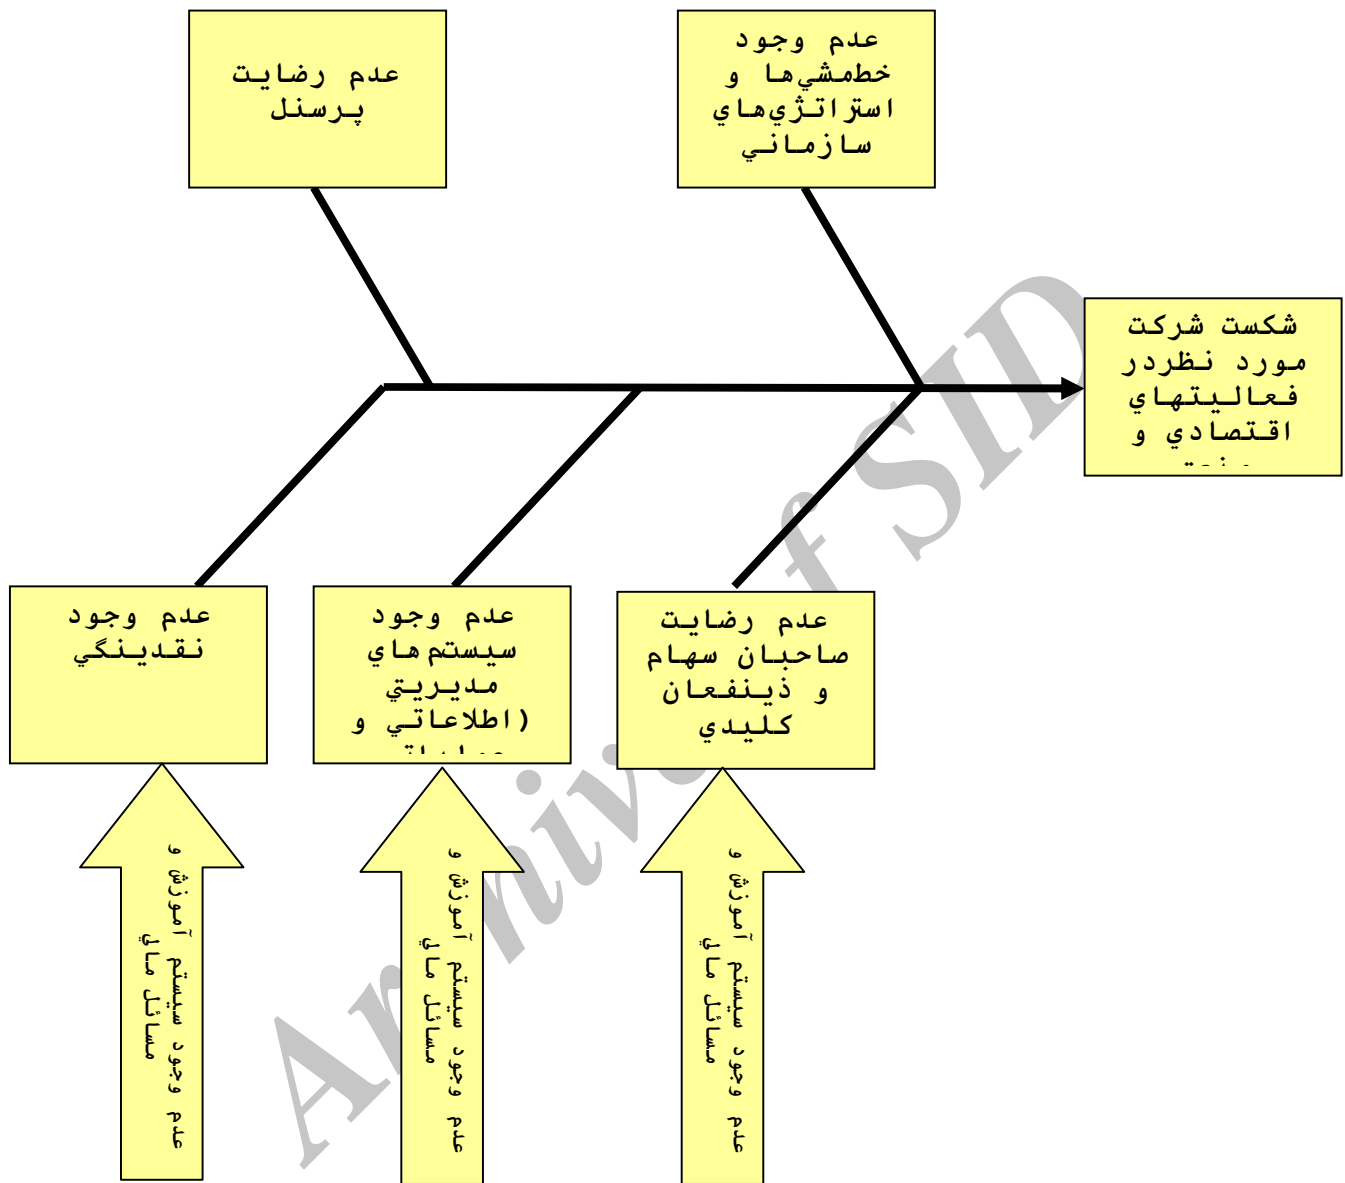 عدم وجود
خطمشي‌ها و
استراتژي‌هاي
سازماني
عدم رضايت
پرسنل
شكست شركت
مورد نظردر
فعاليتهاي
اقتصادي و
عدم رضايت
صاحبان سهام
و ذينفعان
كليدي
عدم وجود
سيستم‌هاي
مديريتي
(اطلاعاتي و
عدم وجود
نقدينگي
عدم وجود سيستم آموزش و
مسائل مالي
عدم وجود سيستم آموزش و
مسائل مالي
عدم وجود سيستم آموزش و
مسائل مالي
Archive of SID